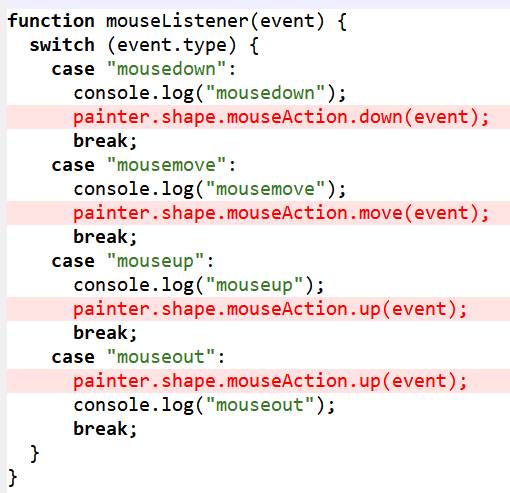 function mouseListener(event) {
  switch (event.type) {
    case "mousedown":
      console.log("mousedown");
      painter.shape.mouseAction.down(event);
      break;
    case "mousemove":
      console.log("mousemove");
      painter.shape.mouseAction.move(event);
      break;
    case "mouseup":
      console.log("mouseup");
      painter.shape.mouseAction.up(event);
      break;
    case "mouseout":
      painter.shape.mouseAction.up(event);
      console.log("mouseout");
      break;
  }
}